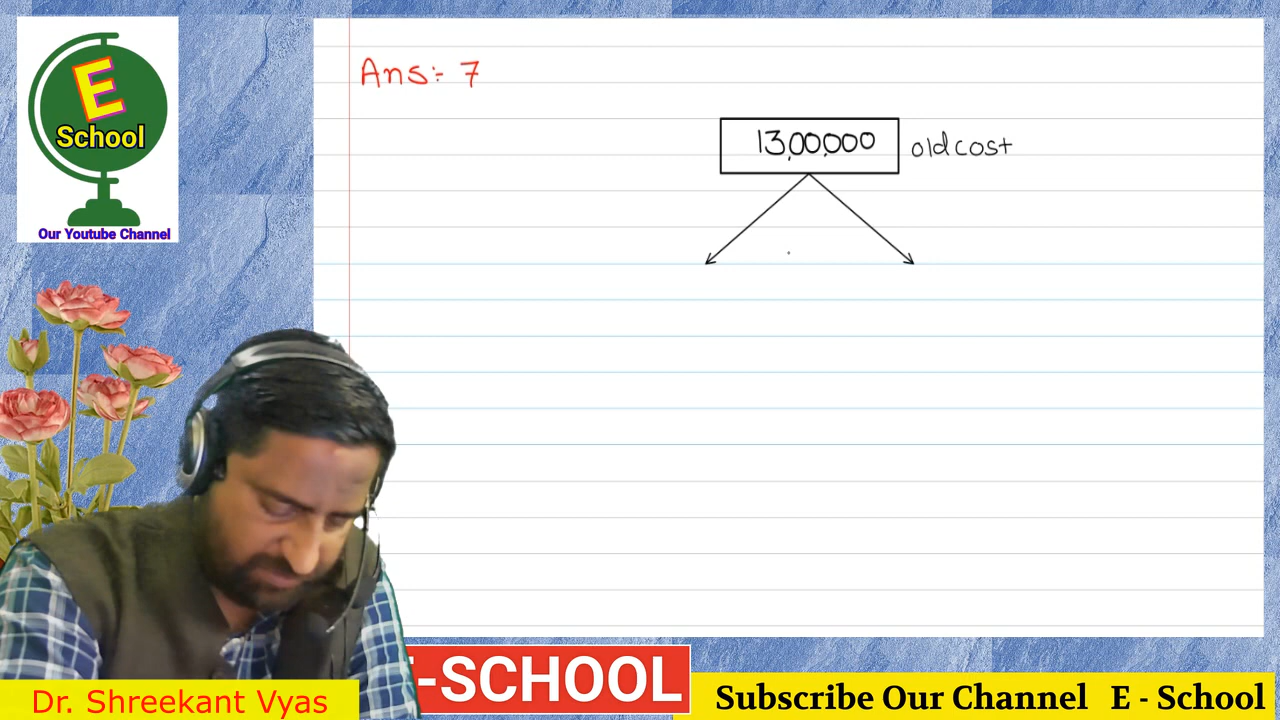 E
School
Our Youtube Channel
Ans:- 7
13,00,000 old cost
E-SCHOOL
Dr. Shreekant Vyas
Subscribe Our Channel E - School